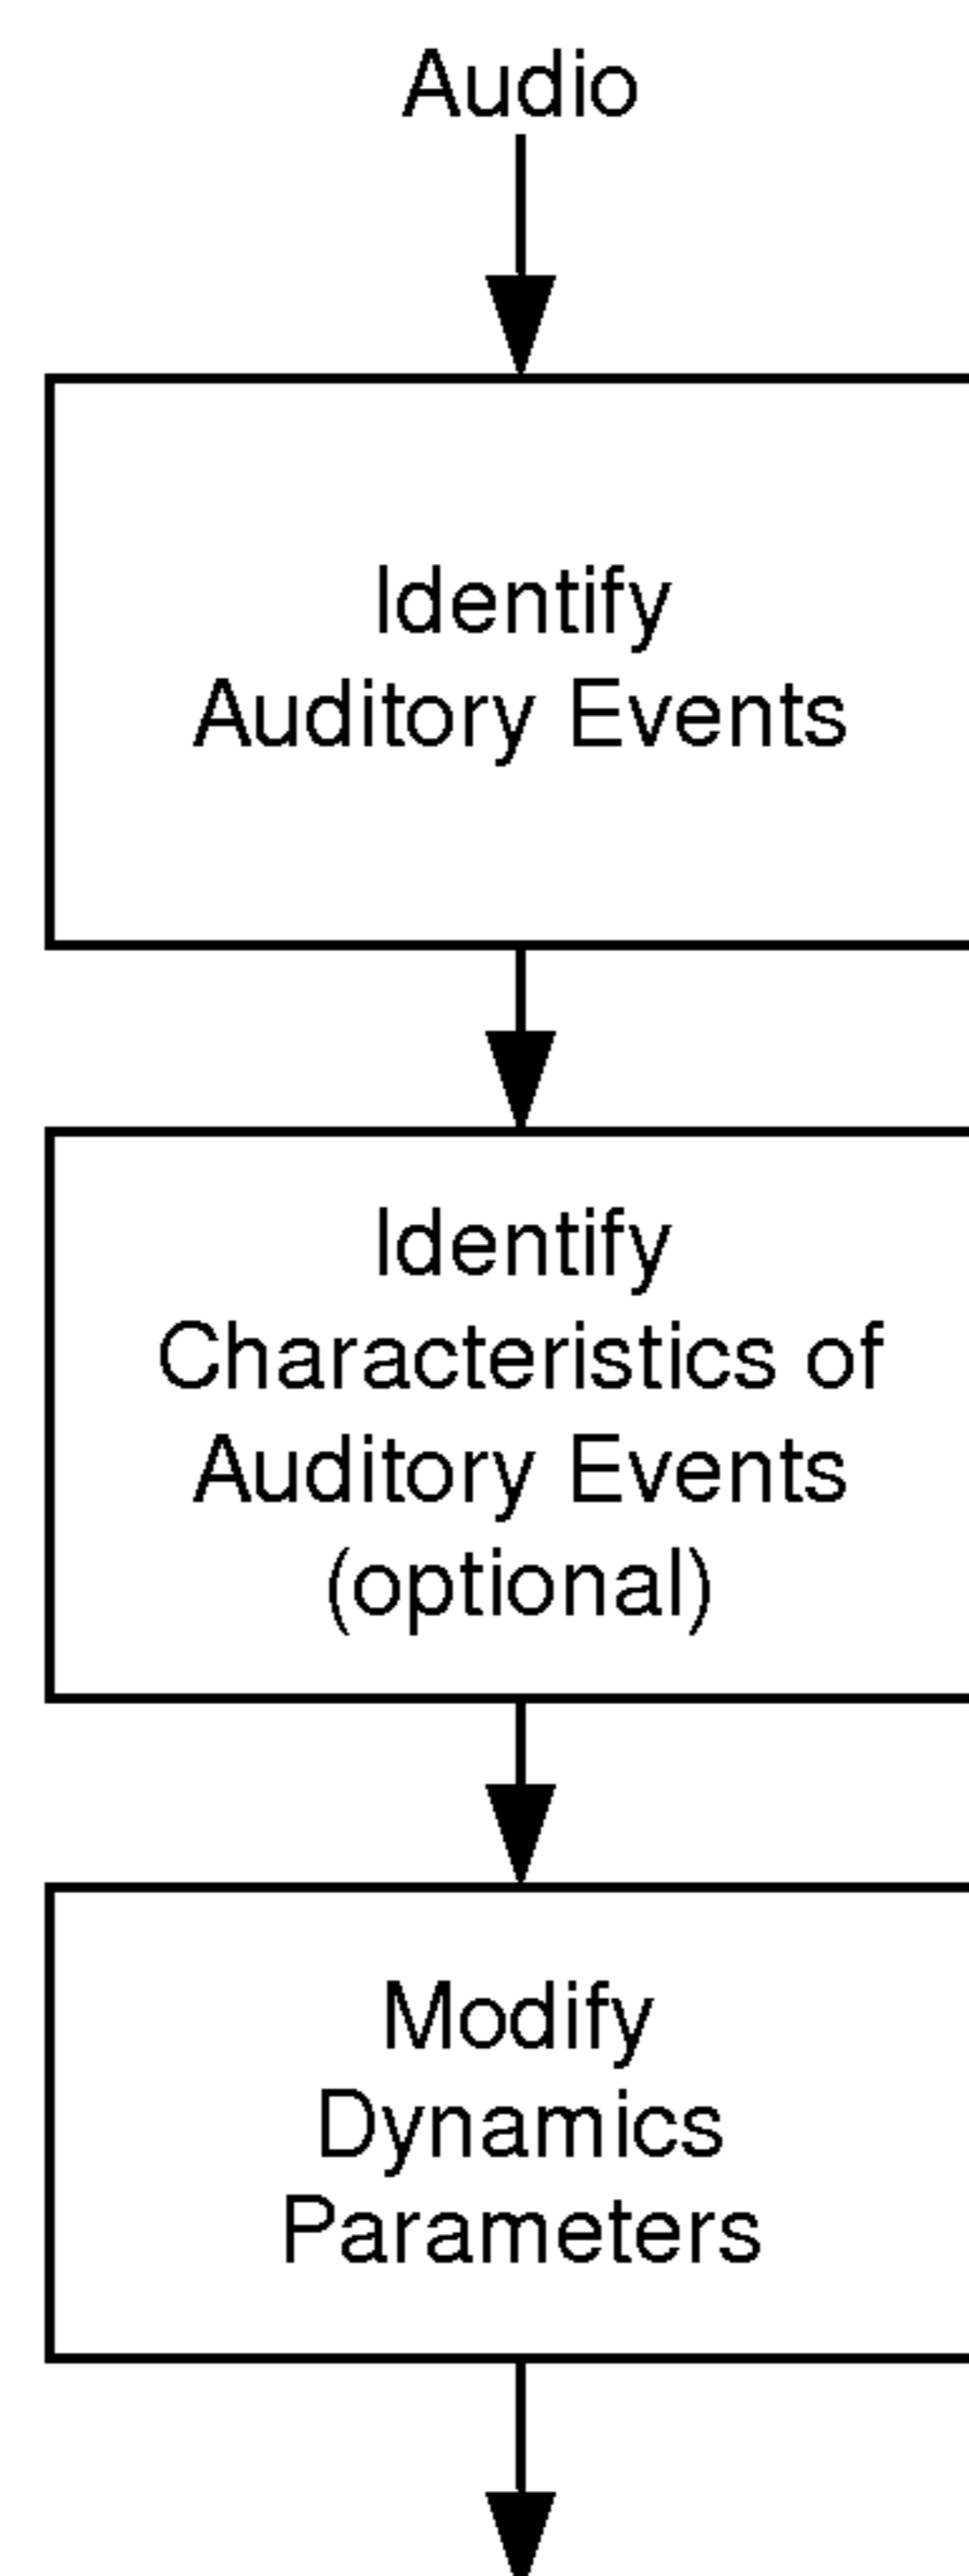 Audio
Identify
Auditory Events
Identify
Characteristics of
Auditory Events
(optional)
Modify
Dynamics
Parameters